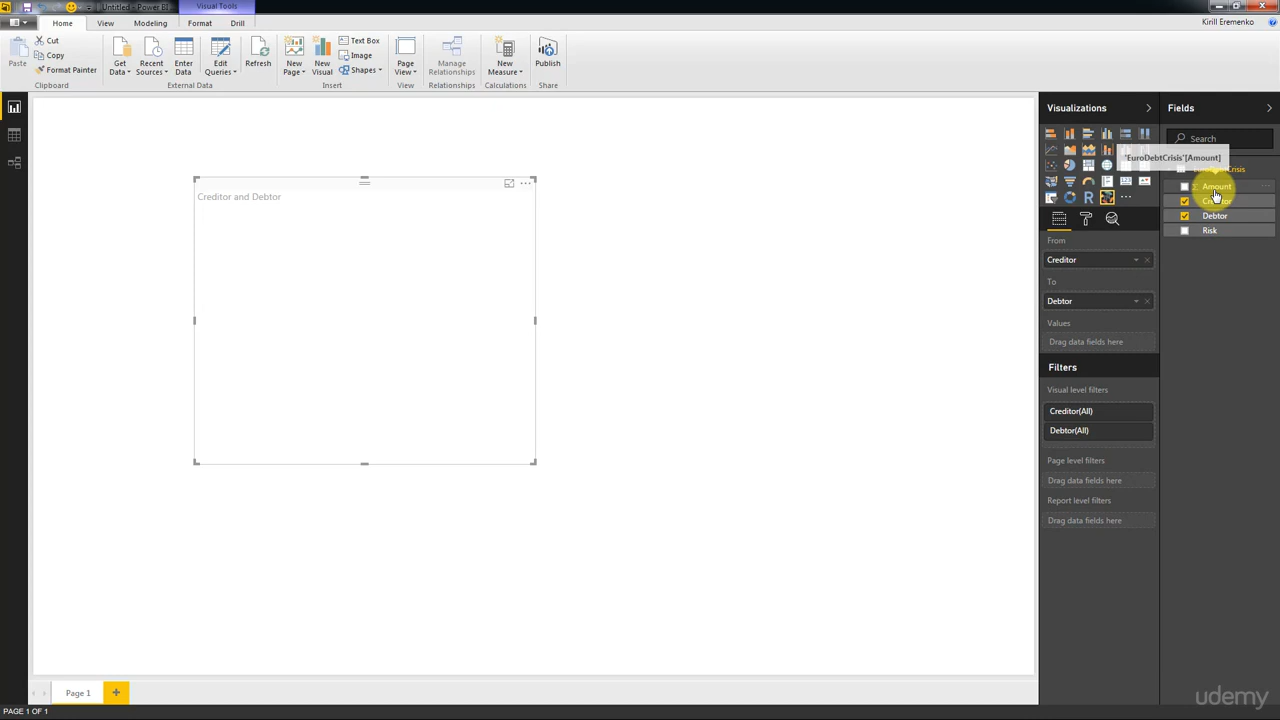 Untitled - Power BI
Visual Tools
Home
View
Modeling
Format
Drill
Kirill Eremenko
Paste
Cut
Copy
Format Painter
Clipboard
Get Data
Recent Sources
Enter Data
Edit Queries
External Data
Refresh
New Page
New Visual
Text Box
Image
Shapes
Insert
Page View
View
Manage Relationships
Relationships
New Measure
Calculations
Publish
Share
Creditor and Debtor
Visualizations
R
From
Creditor
To
Debtor
Values
Drag data fields here
Filters
Visual level filters
Creditor(All)
Debtor(All)
Page level filters
Drag data fields here
Report level filters
Drag data fields here
Fields
Search
'EuroDebtCrisis'[Amount]
Amount
Debtor
Risk
Page 1
PAGE 1 OF 1
udemy